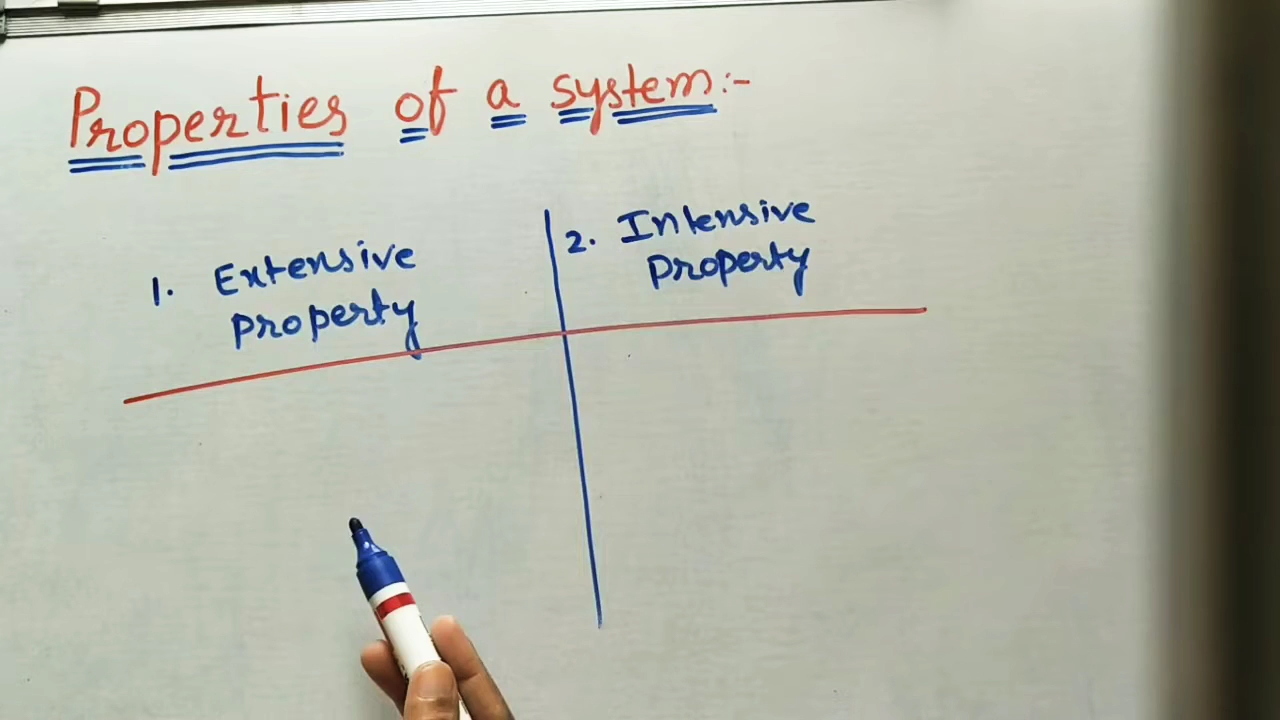 Properties of a system:-
1. Extensive
property
2. Intensive
property